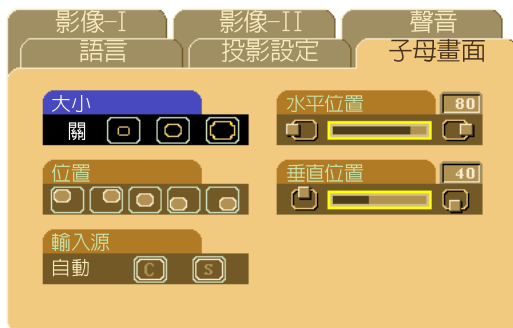 影像-I 影像-II 聲音
語言 投影設定 子母畫面
大小
關
位置
輸入源
自動 C S
水平位置 80
垂直位置 40